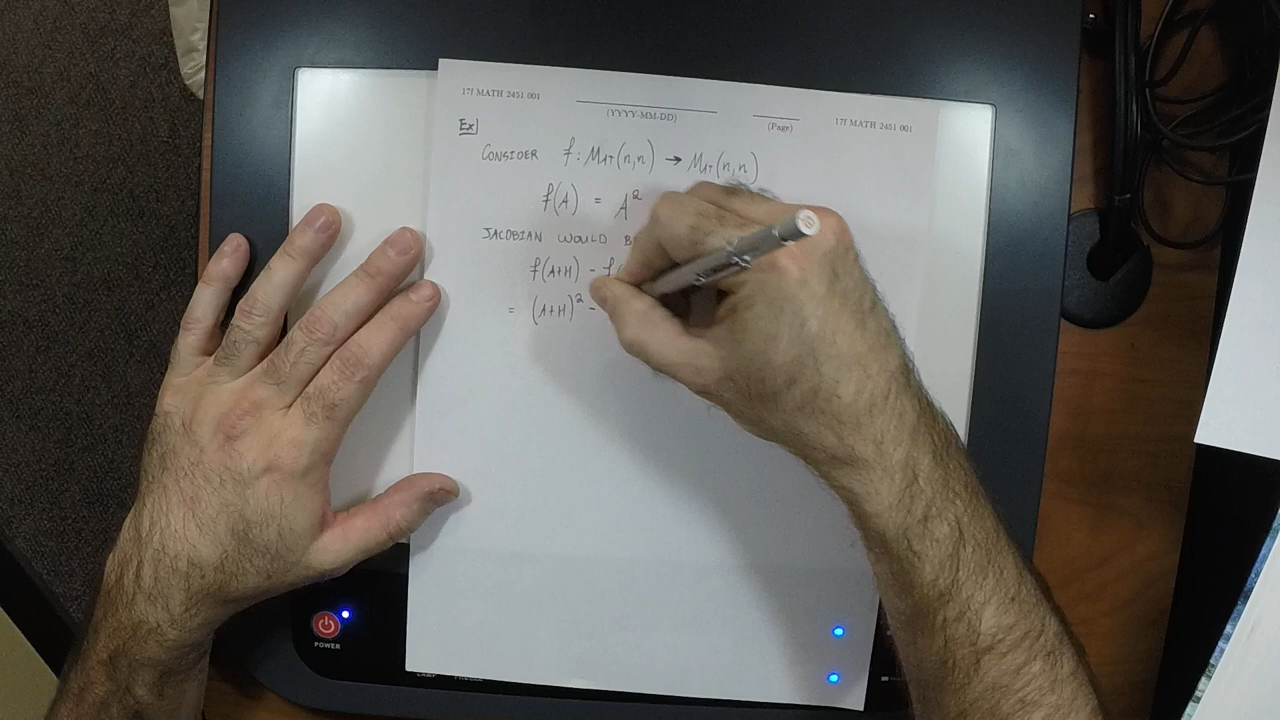 17f MATH 2451 001
(YYYY-MM-DD)
(Page)
17f MATH 2451 001
Ex
CONSIDER f : MAT(n,n) → MAT(n,n)
f(A) = A²
JACOBIAN WOULD
f(A+H) - f
= (A+H)² -
POWER